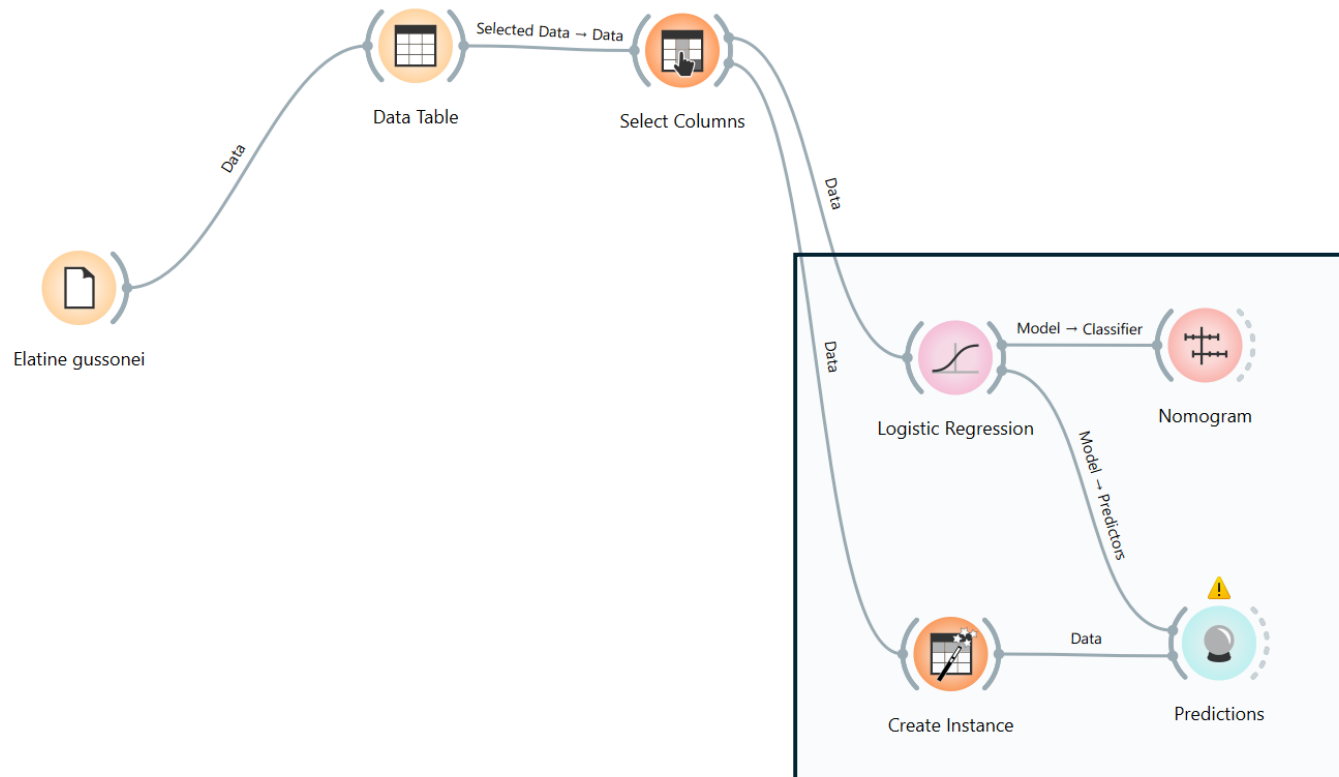 Selected Data → Data
Data Table
Select Columns
Data
Data
Elatine gussonei
Data
Model → Classifier
Logistic Regression
Nomogram
Model → Predictors
Data
Create Instance
Predictions